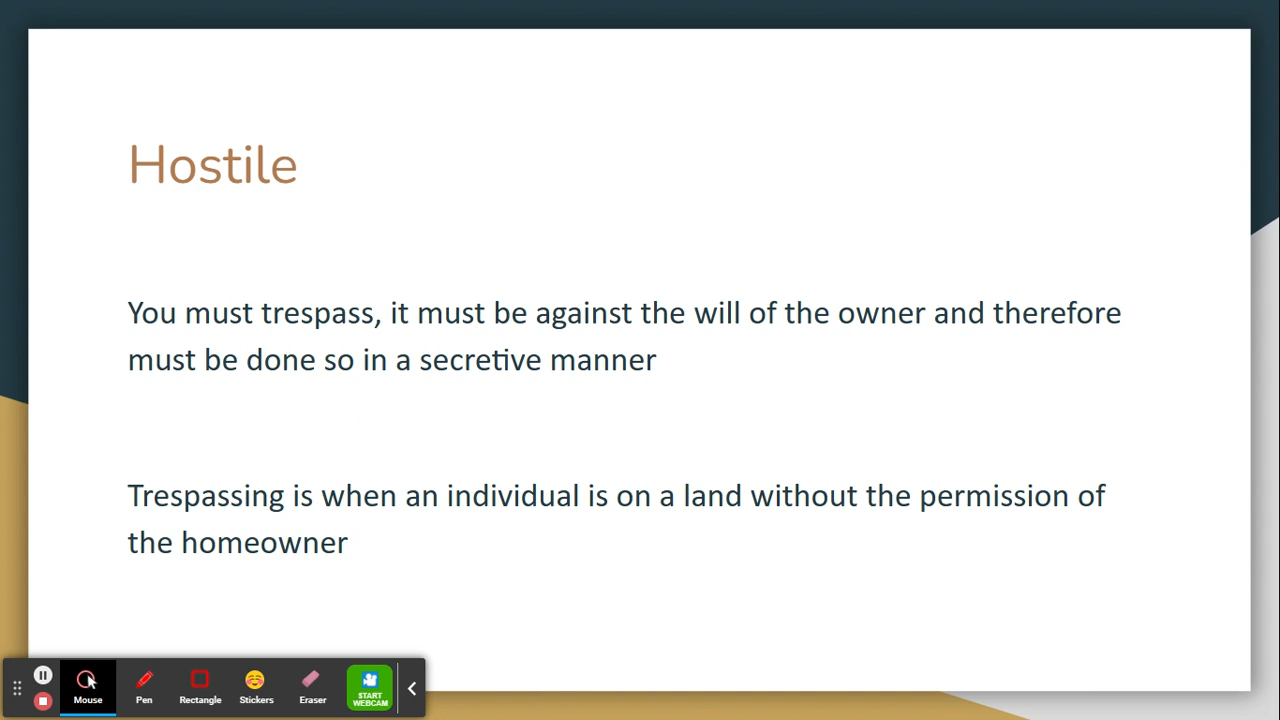 Hostile
You must trespass, it must be against the will of the owner and therefore
must be done so in a secretive manner
Trespassing is when an individual is on a land without the permission of
the homeowner
Mouse
Pen
Rectangle
Stickers
Eraser
START
WEBCAM